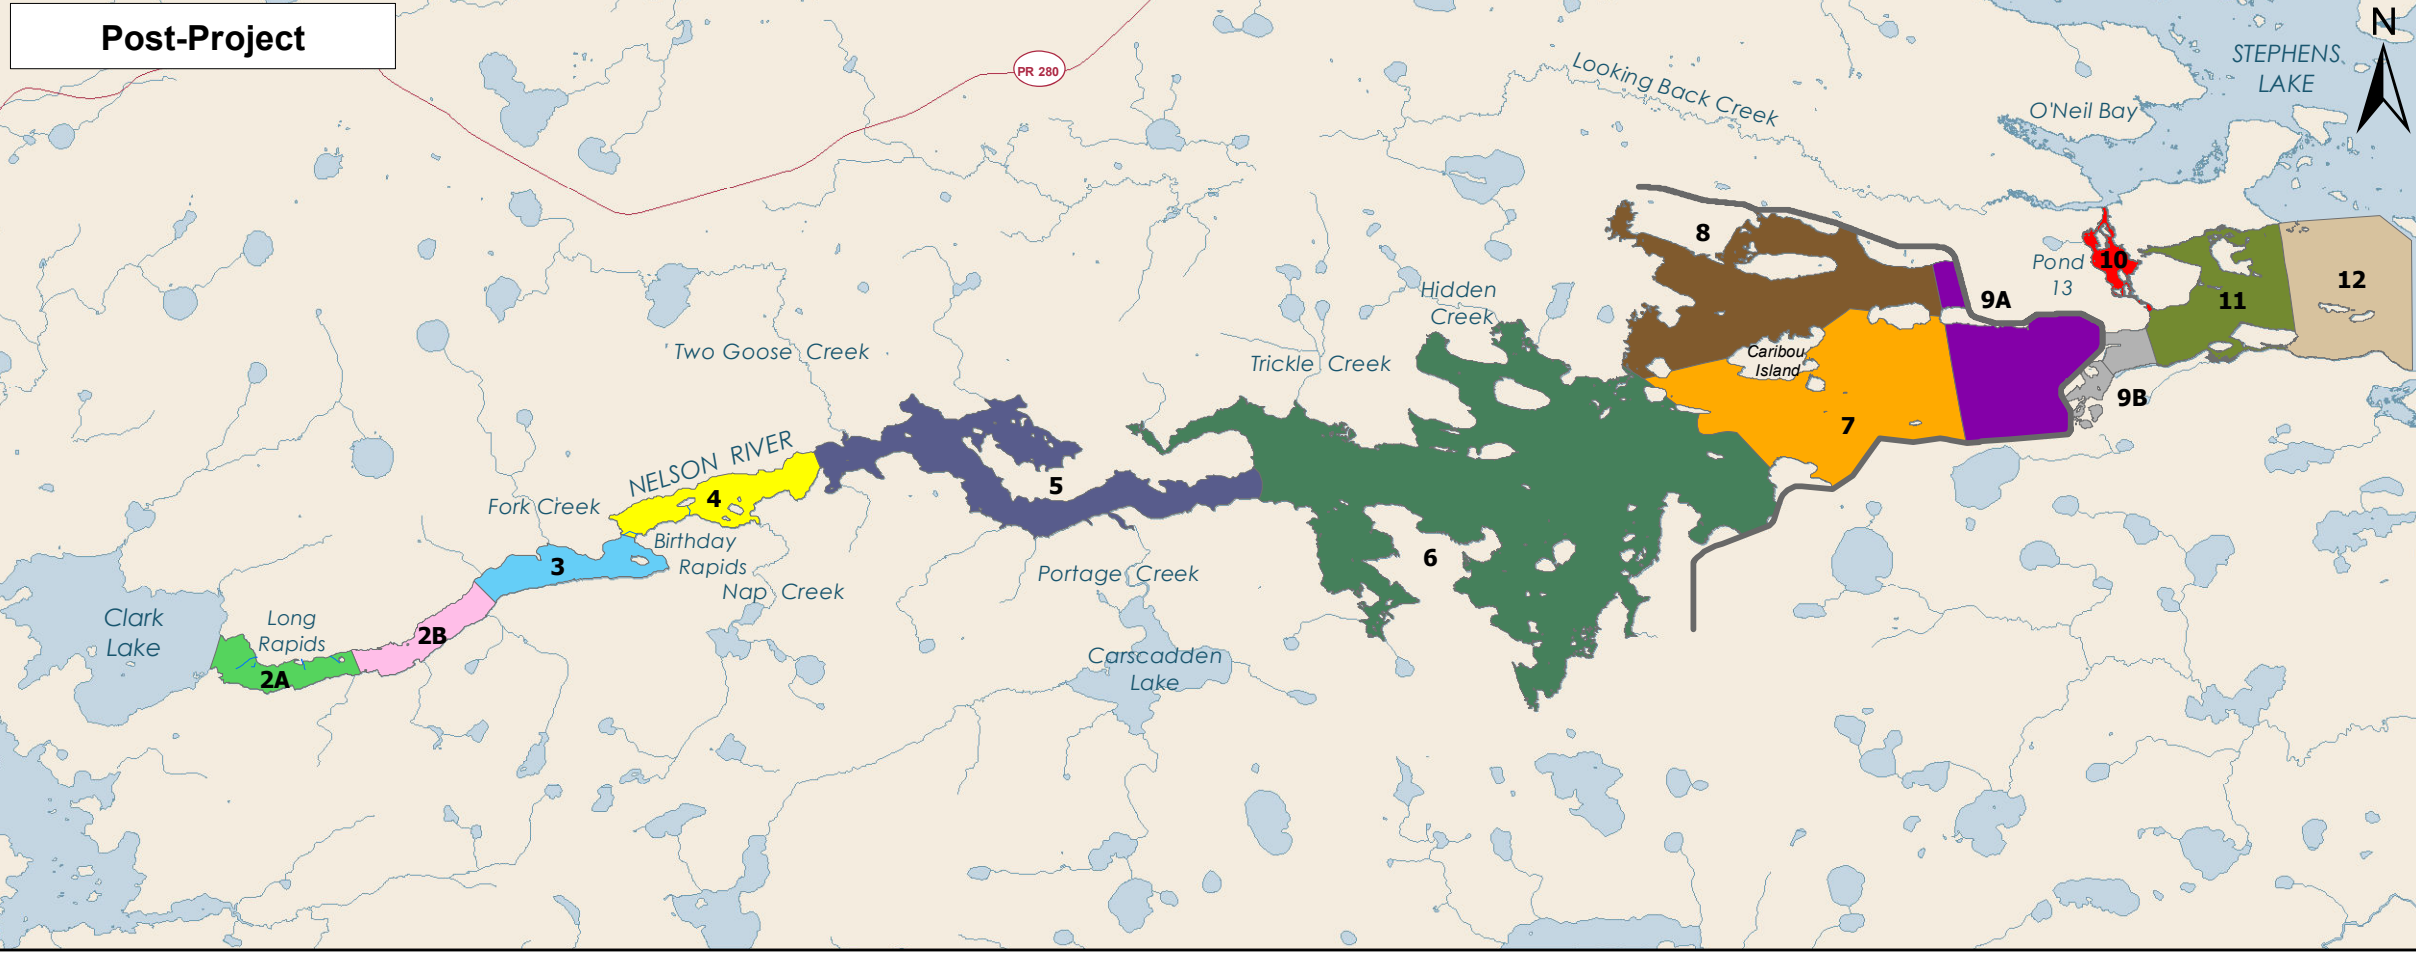 Post-Project
N
PR 280
STEPHENS
LAKE
Looking Back Creek
O'Neil Bay
8
10
Pond
13
12
11
9A
Hidden
Creek
Two Goose Creek
Trickle Creek
Caribou
Island
9B
7
NELSON RIVER
5
4
Fork Creek
Birthday
Rapids
3
6
Portage Creek
Nap Creek
Clark
Lake
Long
Rapids
2B
2A
Carscadden
Lake